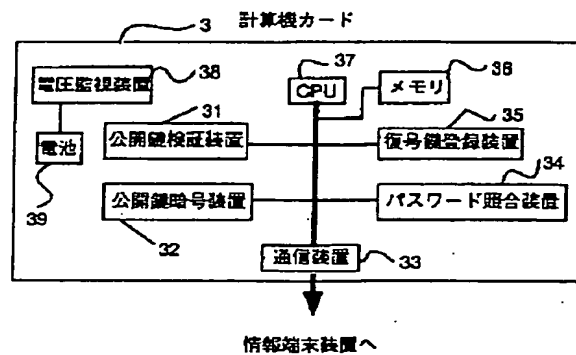 計算機カード
3
電圧監視装置
38
37
CPU
メモリ
36
31
公開鍵検証装置
35
復号鍵登録装置
電池
39
公開鍵暗号装置
32
34
パスワード照合装置
通信装置
33
情報端末装置へ